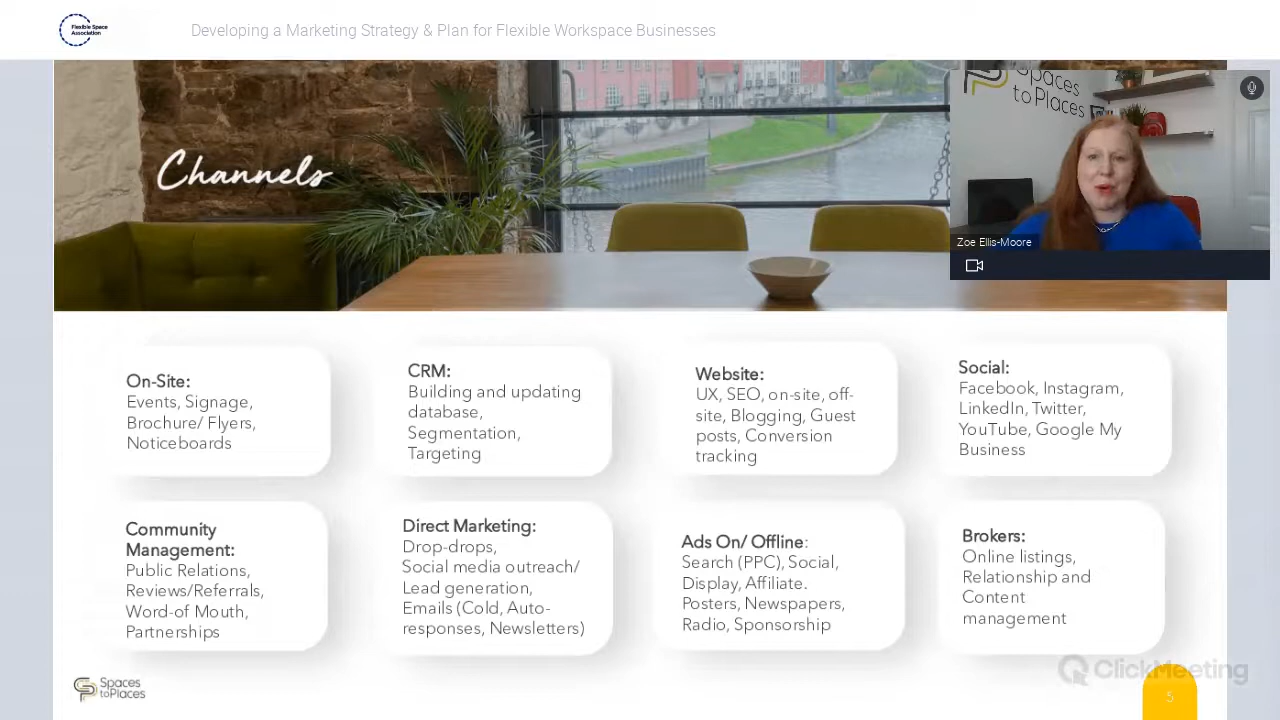 Flexible Space
Association
Developing a Marketing Strategy & Plan for Flexible Workspace Businesses
Channels
Spaces
to Places
Zoe Ellis-Moore
On-Site:
Events, Signage,
Brochure/ Flyers,
Noticeboards
CRM:
Building and updating
database,
Segmentation,
Targeting
Website:
UX, SEO, on-site, off-
site, Blogging, Guest
posts, Conversion
tracking
Social:
Facebook, Instagram,
LinkedIn, Twitter,
YouTube, Google My
Business
Community
Management:
Public Relations,
Reviews/Referrals,
Word-of Mouth,
Partnerships
Direct Marketing:
Drop-drops,
Social media outreach/
Lead generation,
Emails (Cold, Auto-
responses, Newsletters)
Ads On/ Offline:
Search (PPC), Social,
Display, Affiliate.
Posters, Newspapers,
Radio, Sponsorship
Brokers:
Online listings,
Relationship and
Content
management
Spaces
toPlaces
ClickMeeting
5